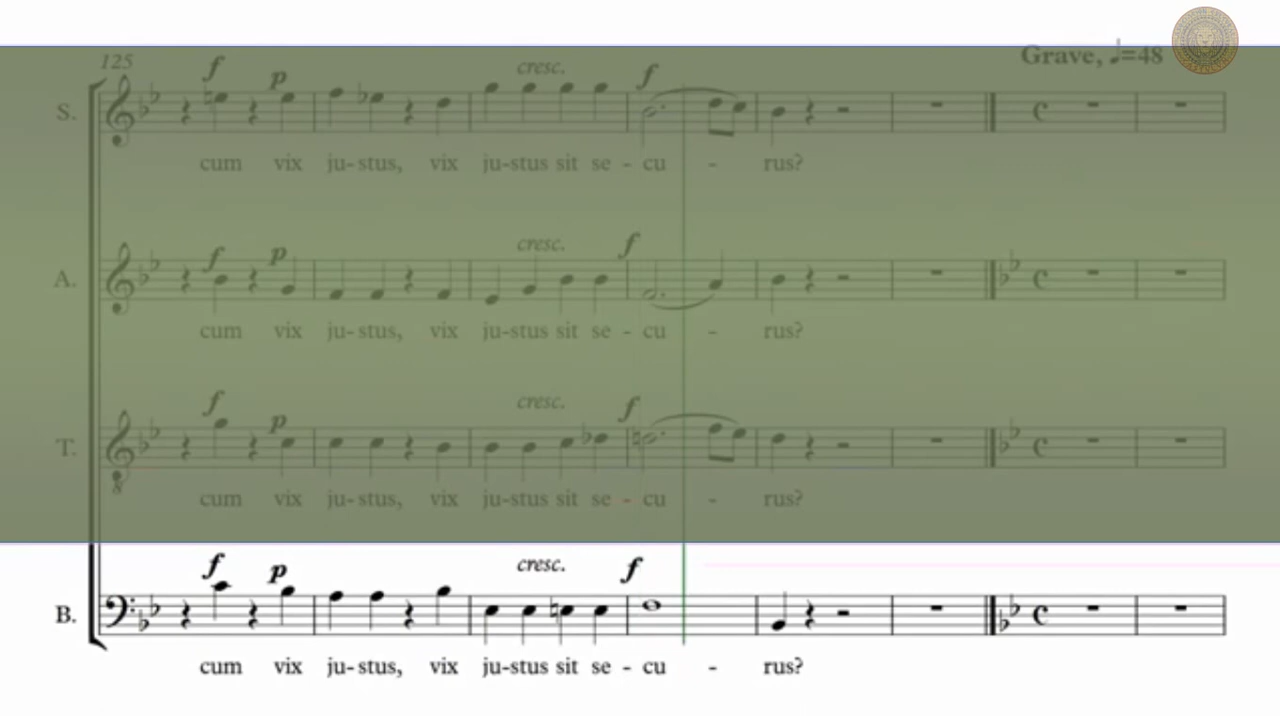 125
Grave, ♩=48
f p cresc. f
S.
cum vix ju-stus, vix ju-stus sit se - cu - rus?
f p cresc. f
A.
cum vix ju-stus, vix ju-stus sit se - cu - rus?
f p cresc. f
T.
8
cum vix ju-stus, vix ju-stus sit se - cu - rus?
f p cresc. f
B.
cum vix ju-stus, vix ju-stus sit se - cu - rus?